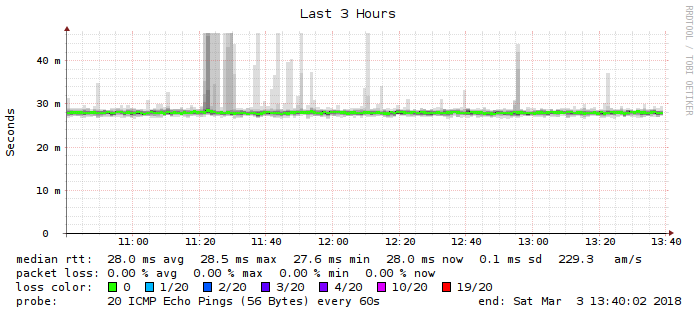 Last 3 Hours
RRDTOOL / TOBI OETIKER
Seconds
40 m
30 m
20 m
10 m
0
11:00 11:20 11:40 12:00 12:20 12:40 13:00 13:20 13:40
median rtt: 28.0 ms avg 28.5 ms max 27.6 ms min 28.0 ms now 0.1 ms sd 229.3 am/s
packet loss: 0.00 % avg 0.00 % max 0.00 % min 0.00 % now
loss color: 0 1/20 2/20 3/20 4/20 10/20 19/20
probe: 20 ICMP Echo Pings (56 Bytes) every 60s end: Sat Mar 3 13:40:02 2018